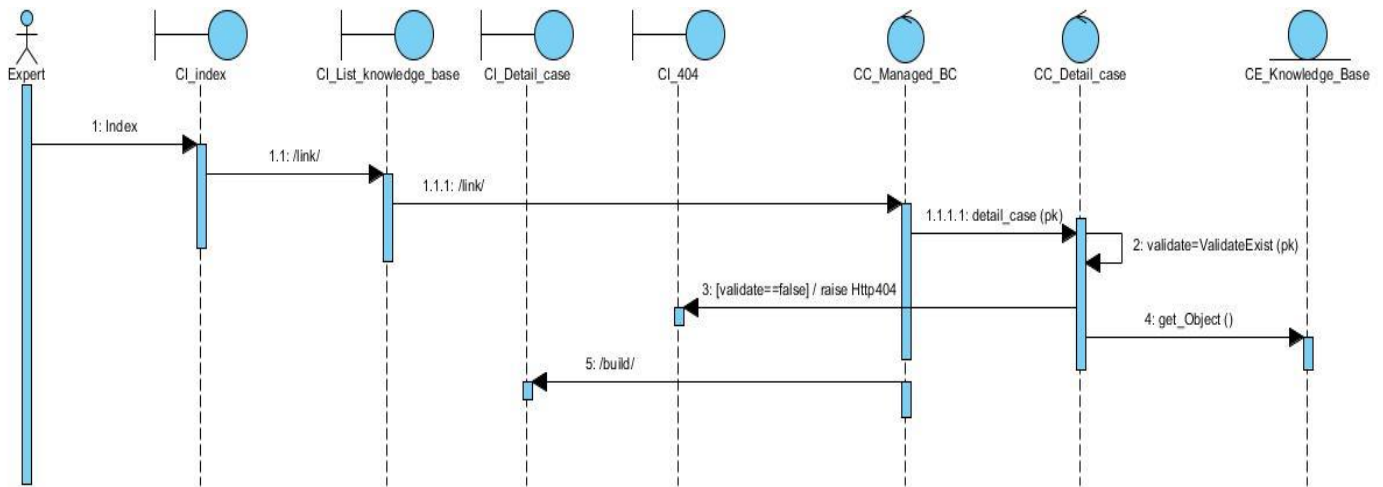 Expert
CI_index
CI_List_knowledge_base
CI_Detail_case
CI_404
CC_Managed_BC
CC_Detail_case
CE_Knowledge_Base
1: Index
1.1: /link/
1.1.1: /link/
1.1.1.1: detail_case (pk)
2: validate=ValidateExist (pk)
3: [validate==false] / raise Http404
4: get_Object ()
5: /build/